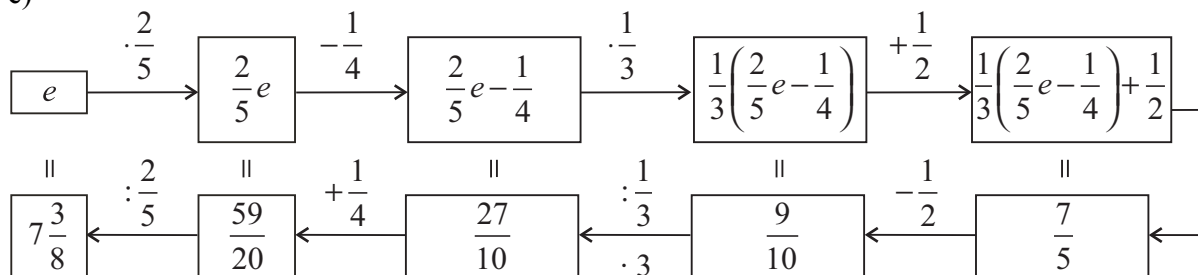 · 2/5 − 1/4 · 1/3 + 1/2
e 2/5 e 2/5 e − 1/4 1/3 (2/5 e − 1/4) 1/3 (2/5 e − 1/4) + 1/2
= = = = =
: 2/5 + 1/4 : 1/3 − 1/2
7 3/8 59/20 27/10 9/10 7/5
· 3